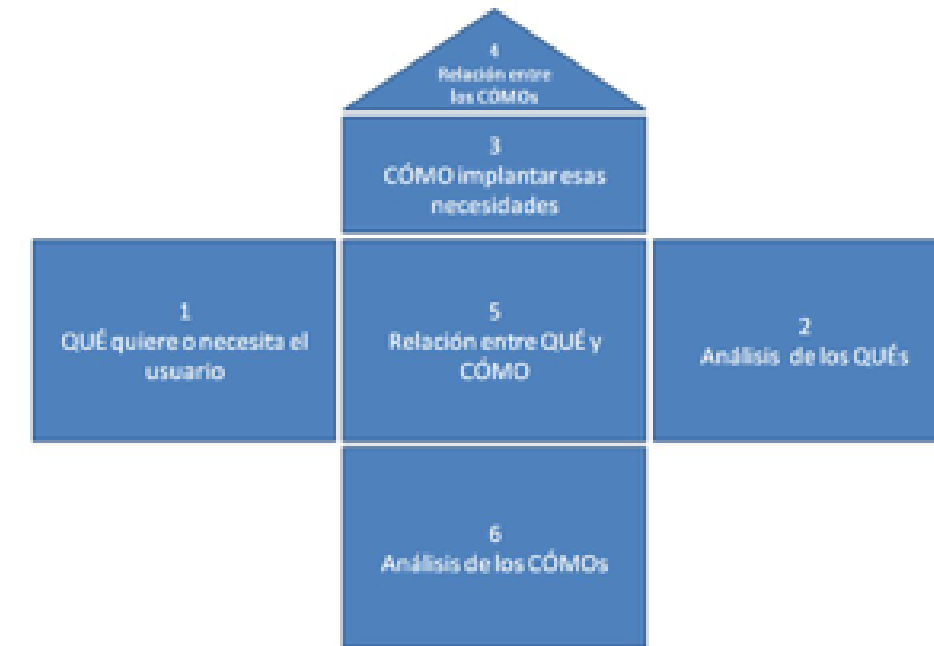 4
Relación entre
los CÓMOs
3
CÓMO implantar esas
necesidades
1
QUÉ quiere o necesita el
usuario
5
Relación entre QUÉ y
CÓMO
2
Análisis de los QUÉs
6
Análisis de los CÓMOs